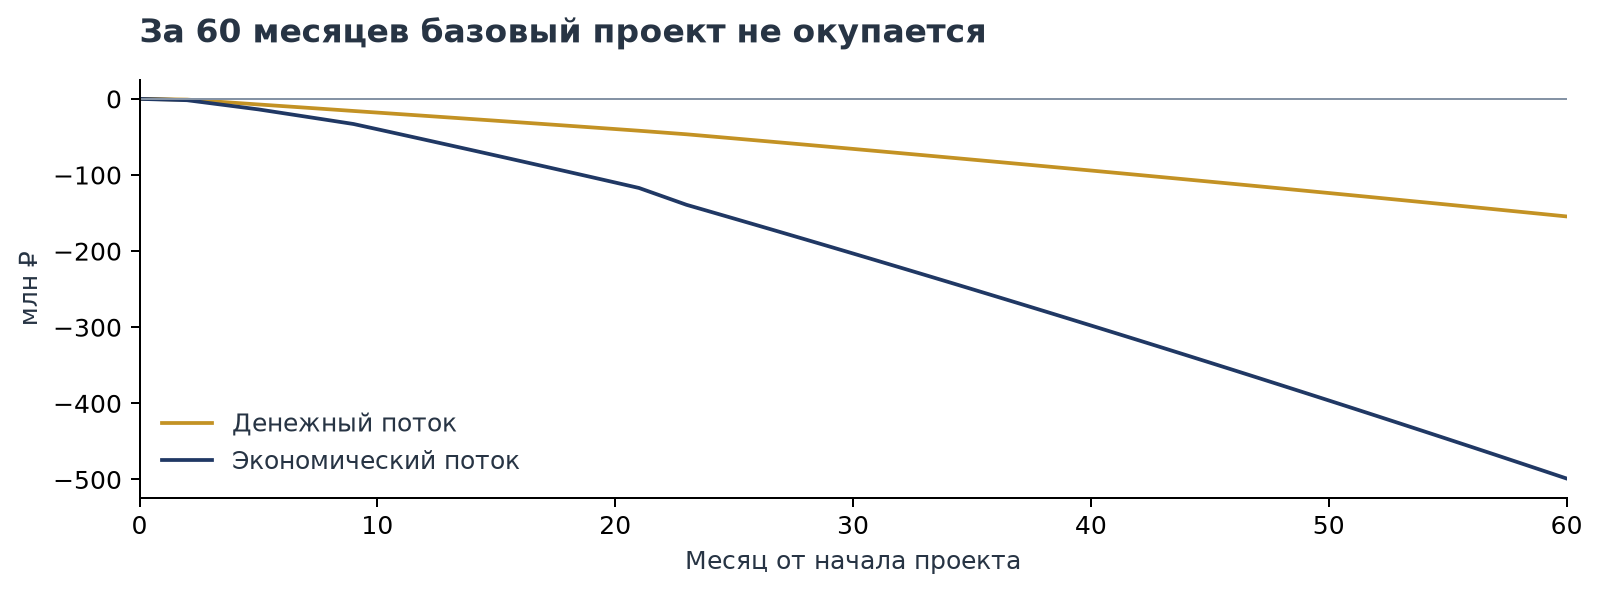 За 60 месяцев базовый проект не окупается
млн ₽
0
−100
−200
−300
−400
−500
Денежный поток
Экономический поток
0 10 20 30 40 50 60
Месяц от начала проекта